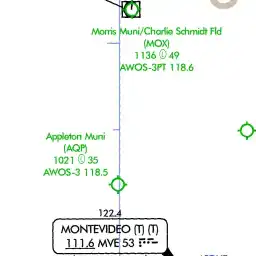 Morris Muni/Charlie Schmidt Fld
(MOX)
1136 Ⓛ 49
AWOS-3PT 118.6
Appleton Muni
(AQP)
1021 Ⓛ 35
AWOS-3 118.5
122.4
MONTEVIDEO (T) (T)
111.6 MVE 53